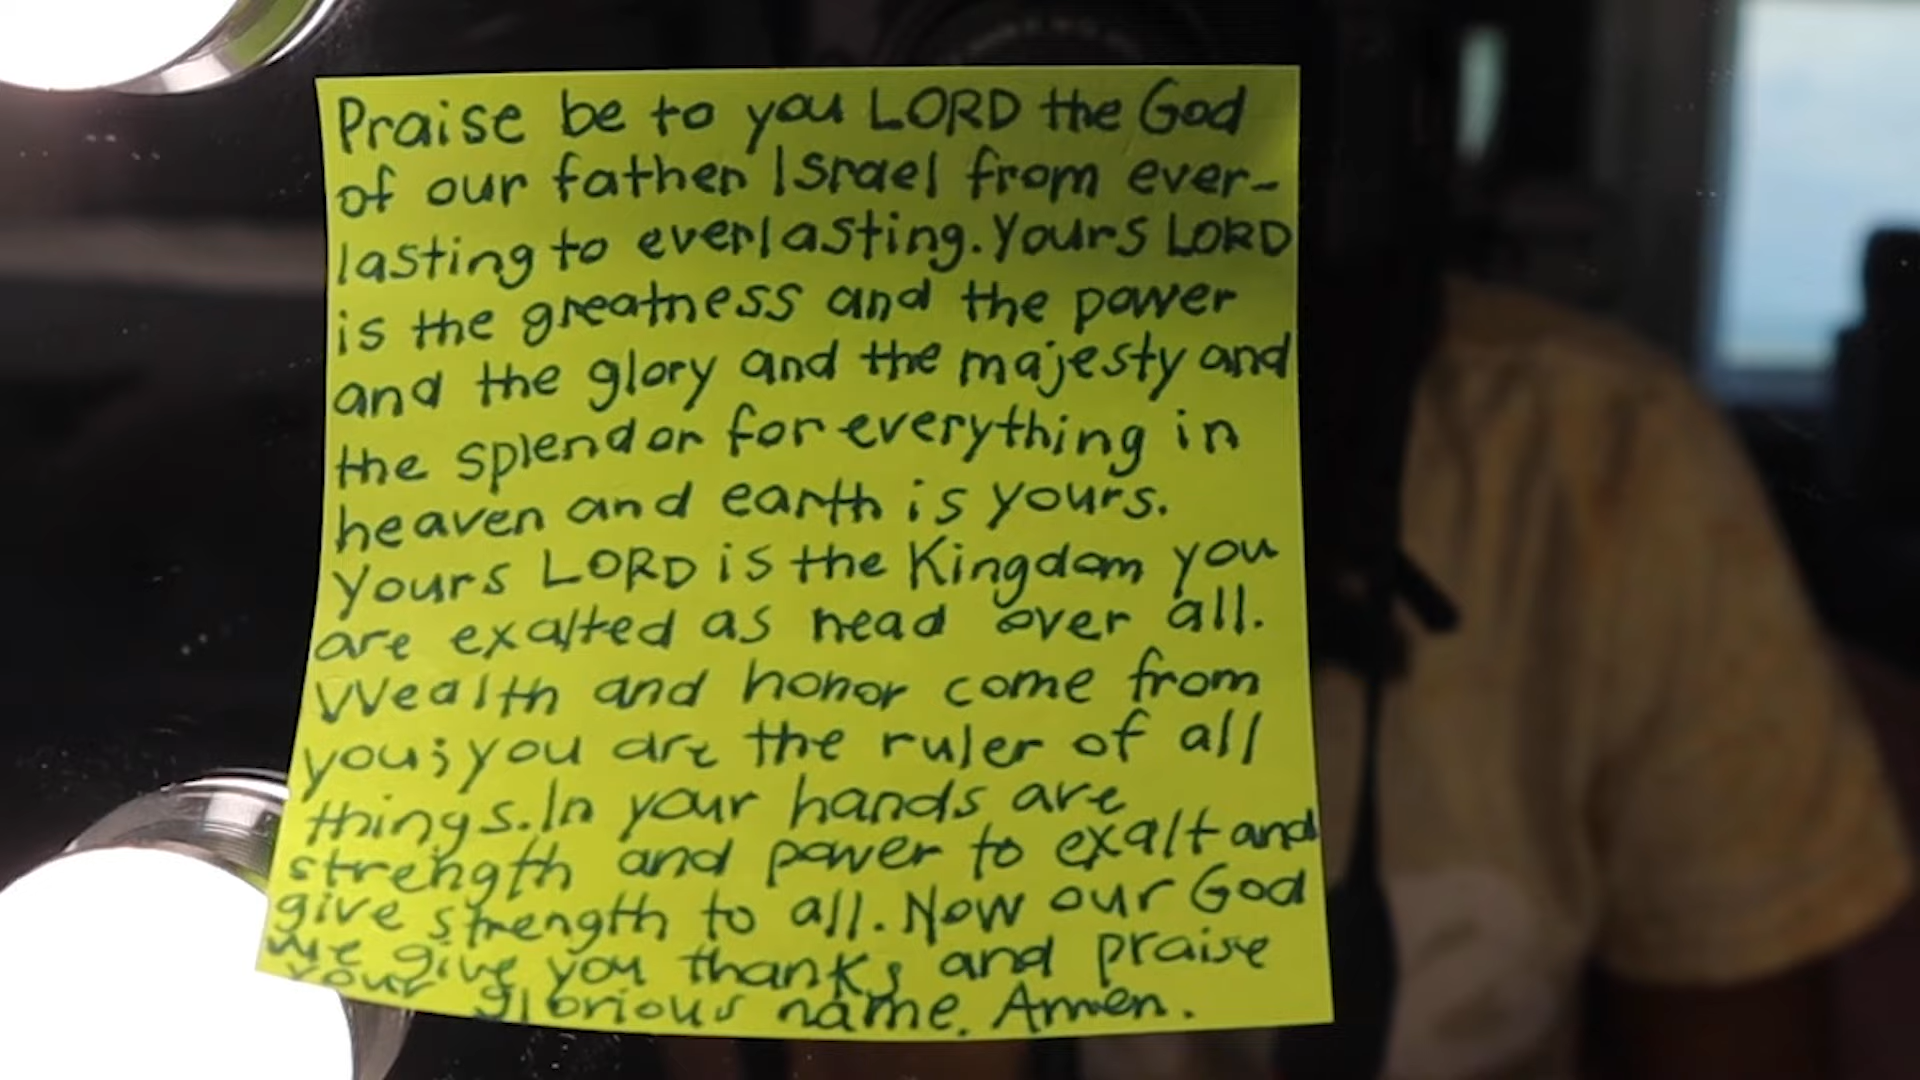 Praise be to you LORD the God
of our father Israel from ever-
lasting to everlasting. Yours LORD
is the greatness and the power
and the glory and the majesty and
the splendor for everything in
heaven and earth is yours.
Yours LORD is the Kingdom you
are exalted as head over all.
Wealth and honor come from
you; you are the ruler of all
things. In your hands are
strength and power to exalt and
give strength to all. Now our God
we give you thanks and praise
your glorious name. Amen.